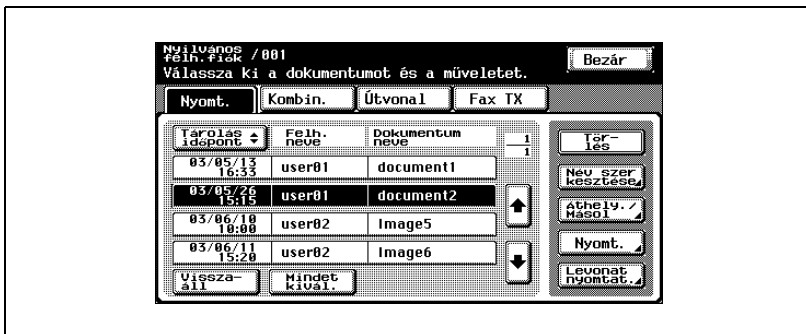 Nyilvános
felh.fiók /001
Válassza ki a dokumentumot és a műveletet.
Bezár
Nyomt. Kombin. Útvonal Fax TX
Tárolás
időpont
Felh.
neve
Dokumentum
neve
1
1
03/05/13
16:33
user01 document1
03/05/26
15:15
user01 document2
03/06/10
10:00
user02 Image5
03/06/11
15:20
user02 Image6
Vissza-
áll
Mindet
kivál.
Tör-
lés
Név szer
kesztése
Áthely./
Másol
Nyomt.
Levonat
nyomtat.